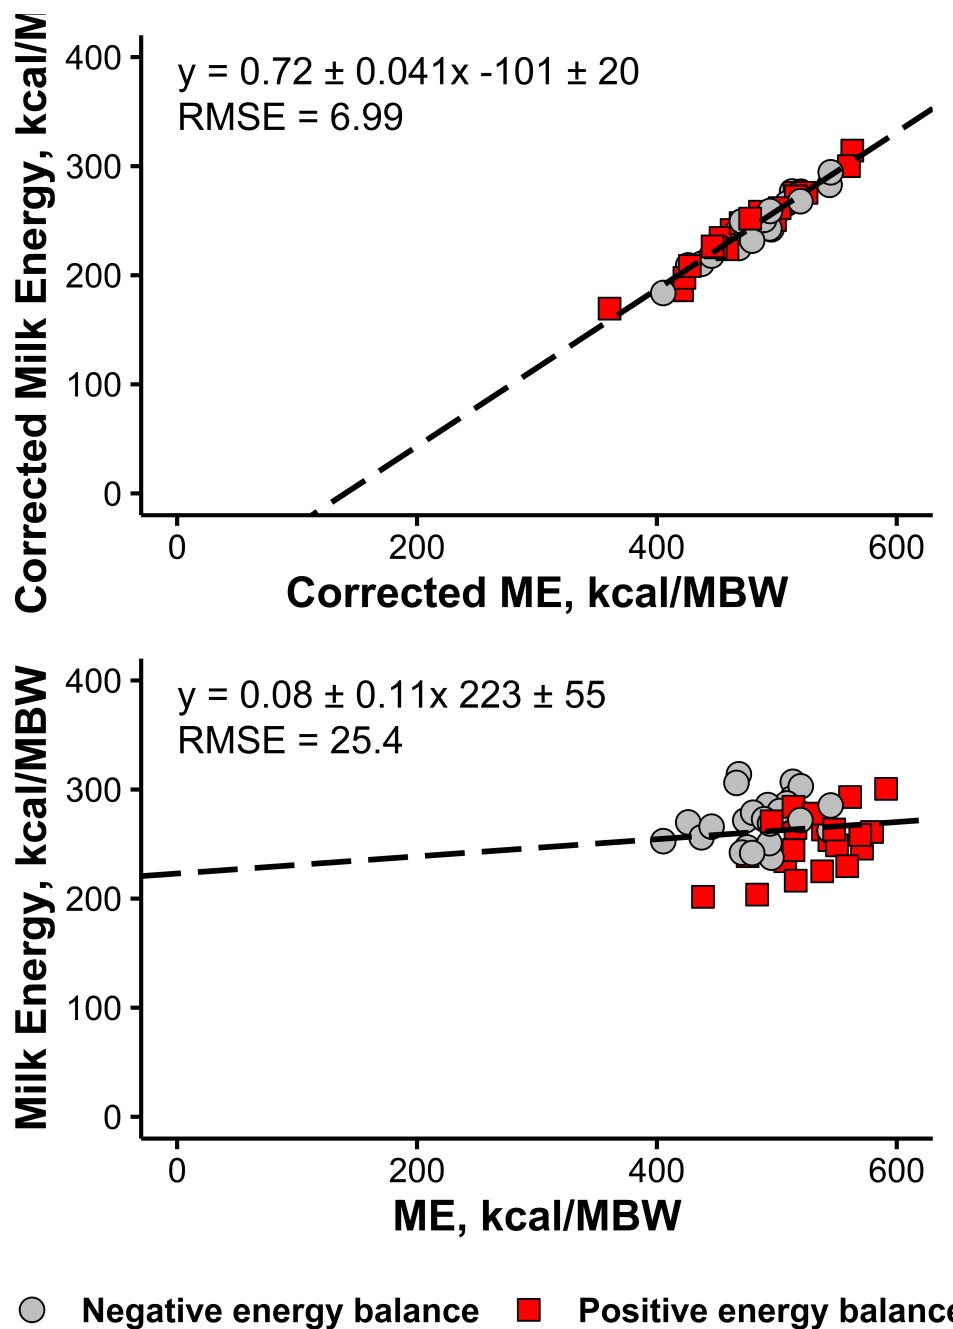 Corrected Milk Energy, kcal/M
400
300
200
100
0
y = 0.72 ± 0.041x -101 ± 20
RMSE = 6.99
0 200 400 600
Corrected ME, kcal/MBW
Milk Energy, kcal/MBW
400
300
200
100
0
y = 0.08 ± 0.11x 223 ± 55
RMSE = 25.4
0 200 400 600
ME, kcal/MBW
Negative energy balance Positive energy balance